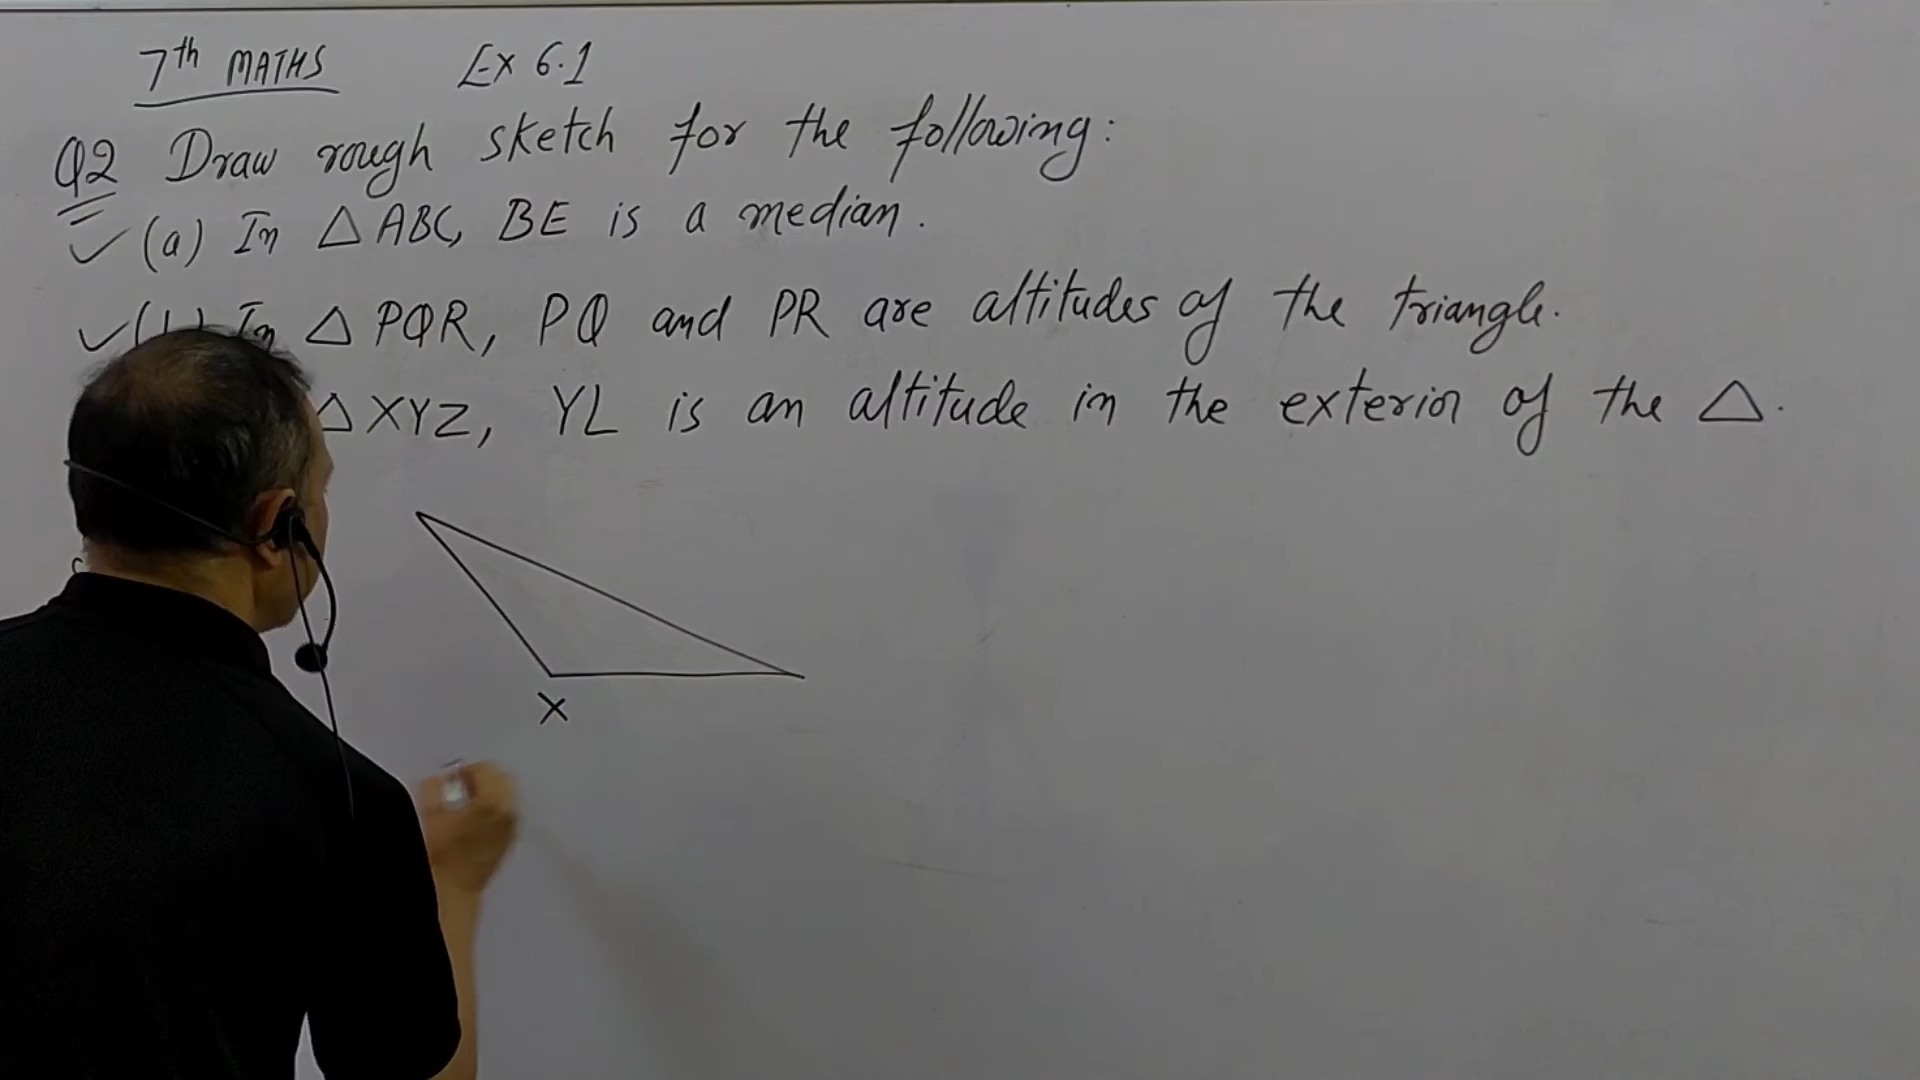 7th MATHS Ex 6.1
Q2 Draw rough sketch for the following:
(a) In △ ABC, BE is a median.
In △ PQR, PQ and PR are altitudes of the triangle.
△ XYZ, YL is an altitude in the exterior of the △.
X